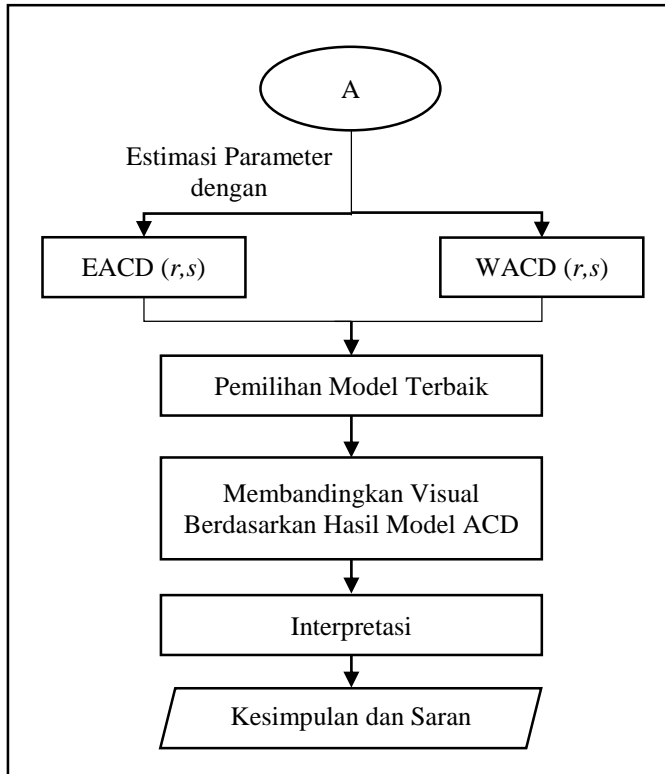 A
Estimasi Parameter
dengan
EACD (r,s)
WACD (r,s)
Pemilihan Model Terbaik
Membandingkan Visual
Berdasarkan Hasil Model ACD
Interpretasi
Kesimpulan dan Saran